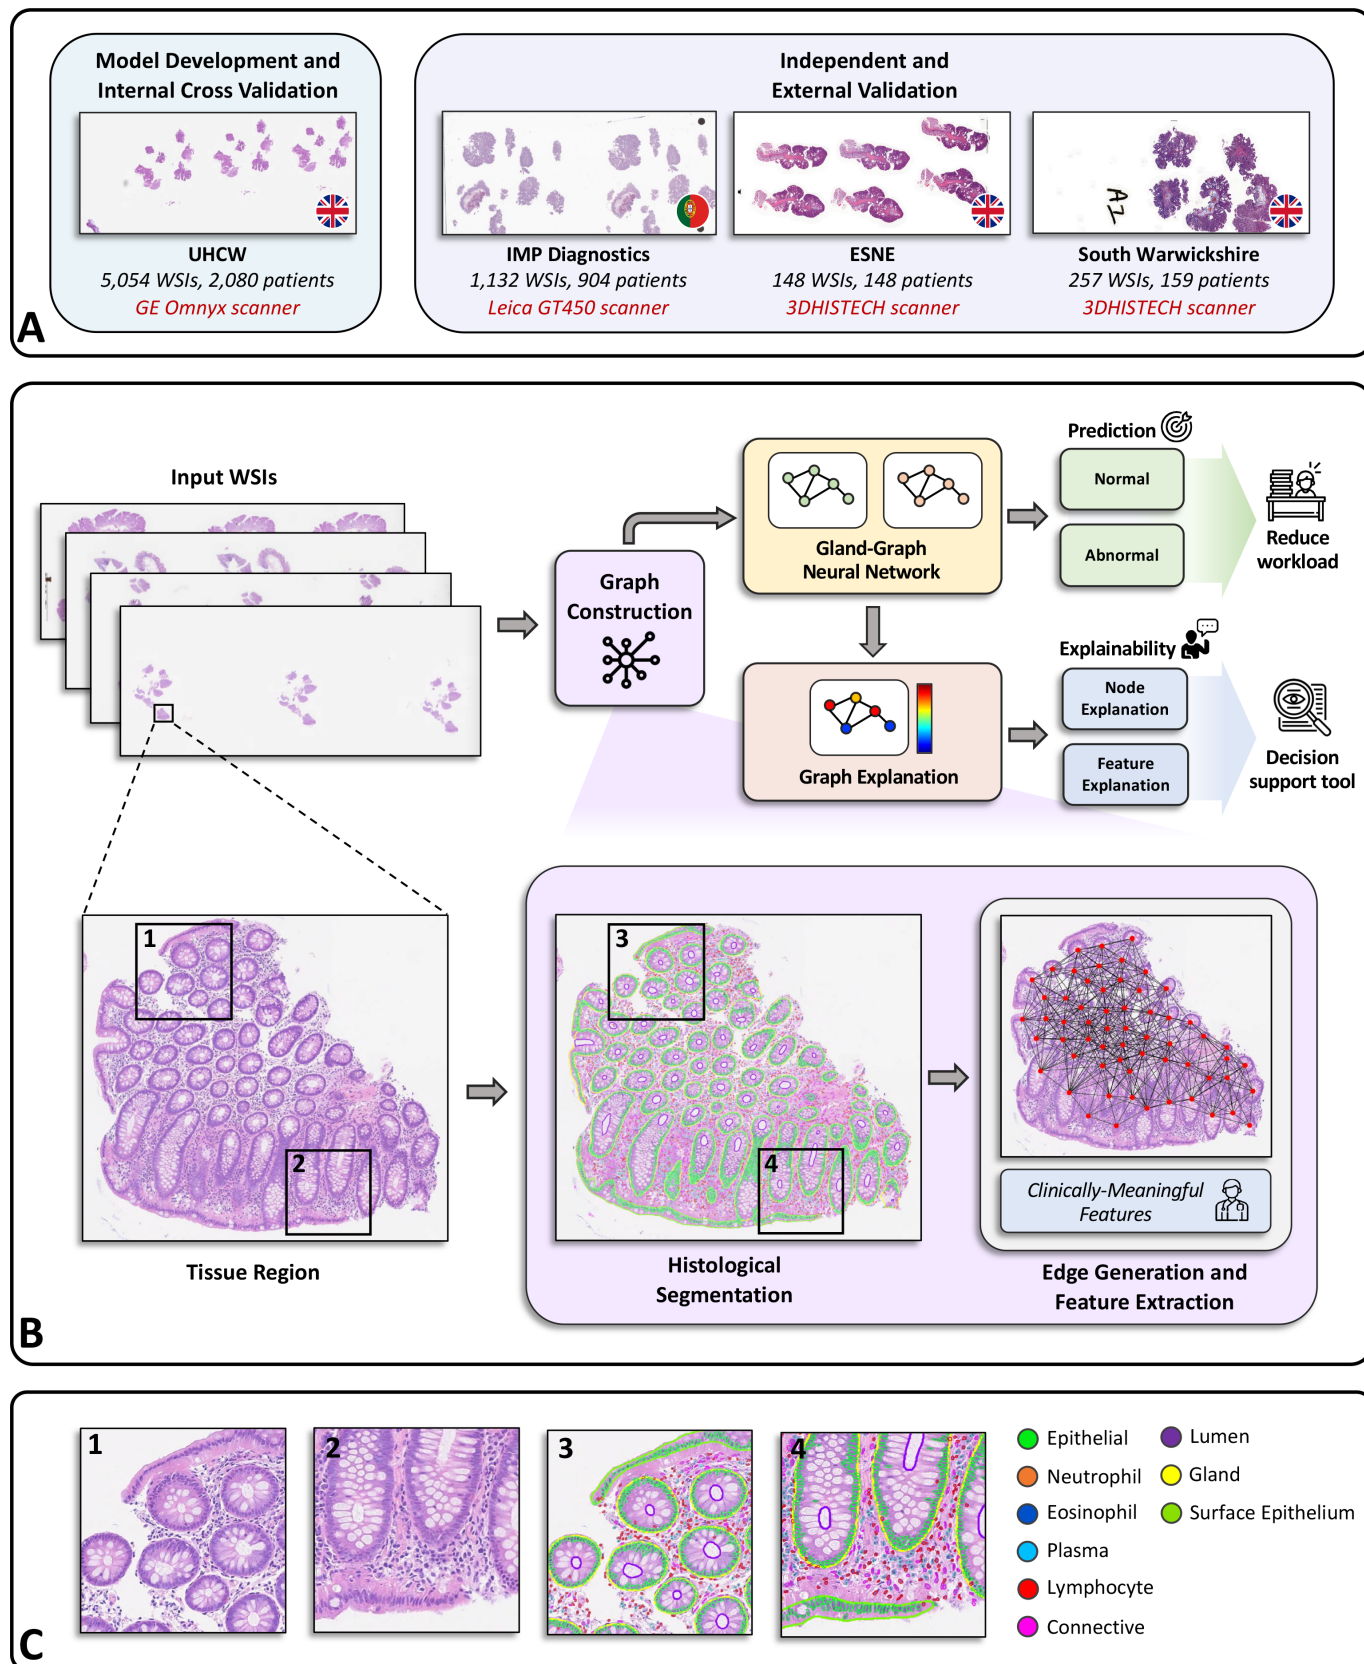 Model Development and
Internal Cross Validation
UHCW
5,054 WSIs, 2,080 patients
GE Omnyx scanner
Independent and
External Validation
IMP Diagnostics
1,132 WSIs, 904 patients
Leica GT450 scanner
ESNE
148 WSIs, 148 patients
3DHISTECH scanner
A1
South Warwickshire
257 WSIs, 159 patients
3DHISTECH scanner
A
Input WSIs
Graph
Construction
Gland-Graph
Neural Network
Prediction
Normal
Abnormal
Reduce
workload
Graph Explanation
Explainability
Node
Explanation
Feature
Explanation
Decision
support tool
1
2
Tissue Region
3
4
Histological
Segmentation
Clinically-Meaningful
Features
Edge Generation and
Feature Extraction
B
1
2
3
4
Epithelial
Neutrophil
Eosinophil
Plasma
Lymphocyte
Connective
Lumen
Gland
Surface Epithelium
C